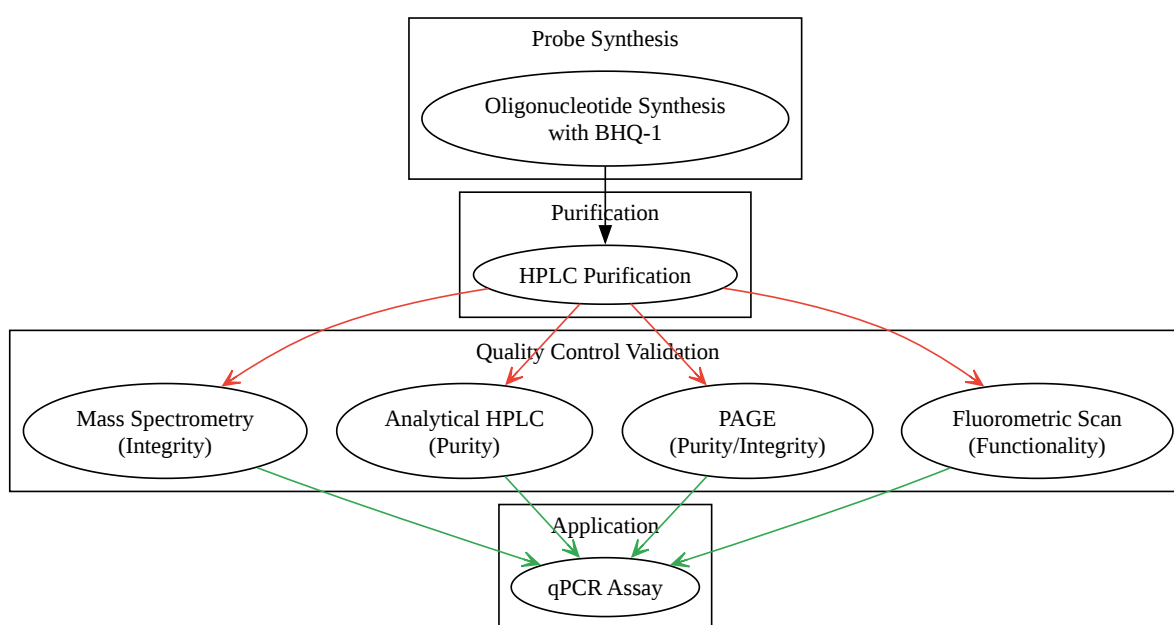 Probe Synthesis
Oligonucleotide Synthesis
with BHQ-1
Purification
HPLC Purification
Quality Control Validation
Mass Spectrometry
(Integrity)
Analytical HPLC
(Purity)
PAGE
(Purity/Integrity)
Fluorometric Scan
(Functionality)
Application
qPCR Assay